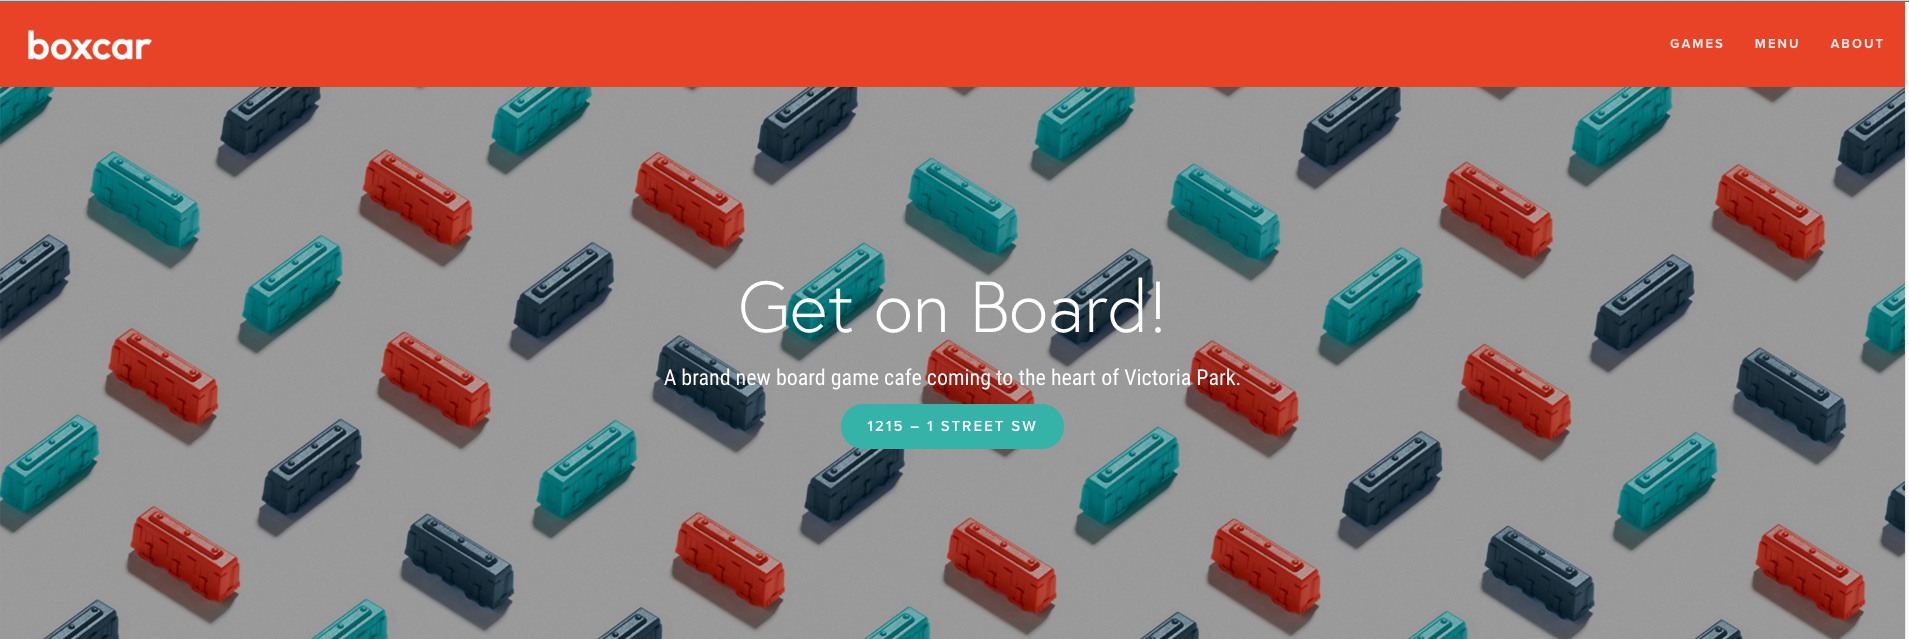 boxcar
GAMES MENU ABOUT
Get on Board!
A brand new board game cafe coming to the heart of Victoria Park.
1215 – 1 STREET SW